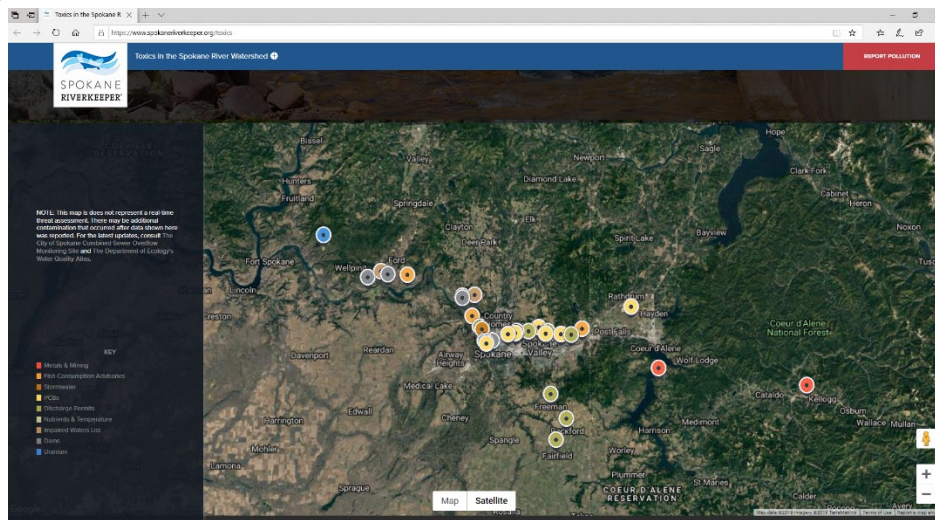 Toxics in the Spokane R
https://www.spokaneriverkeeper.org/toxics
Toxics in the Spokane River Watershed
REPORT POLLUTION
SPOKANE
RIVERKEEPER
NOTE: This map is does not represent a real-time
threat assessment. There may be additional
contamination that occurred after data shown here
was reported. For the latest updates, consult The
City of Spokane Combined Sewer Overflow
Monitoring Site and The Department of Ecology's
Water Quality Atlas.
KEY
Metals & Mining
Fish Consumption Advisories
Stormwater
PCBs
Discharge Permits
Nutrients & Temperature
Impaired Waters List
Dams
Uranium
COLVILLE
RESERVATION
Bissel
Valley
Newport
Sagle
Hope
Clark Fork
Diamond Lake
Cabinet
Heron
Hunters
Fruitland
Springdale
Elk
Clayton
Deer Park
Spirit Lake
Bayview
Noxon
Fort Spokane
Wellpinit
Ford
Lincoln
Creston
Rathdrum
Hayden
Country
Homes
Post Falls
Coeur d'Alene
National Forest
Davenport
Reardan
Airway
Heights
Spokane
Spokane
Valley
Coeur d'Alene
Wolf Lodge
Cataldo
Kellogg
Medical Lake
Osburn
Wallace
Mullan
Freeman
Edwall
Cheney
Harrington
Rockford
Harrison
Medimont
Mohler
Spangle
Fairfield
Worley
Lamona
Plummer
St Maries
Sprague
COEUR D'ALENE
RESERVATION
Calder
Avery
Rosalia
Map
Satellite
Google